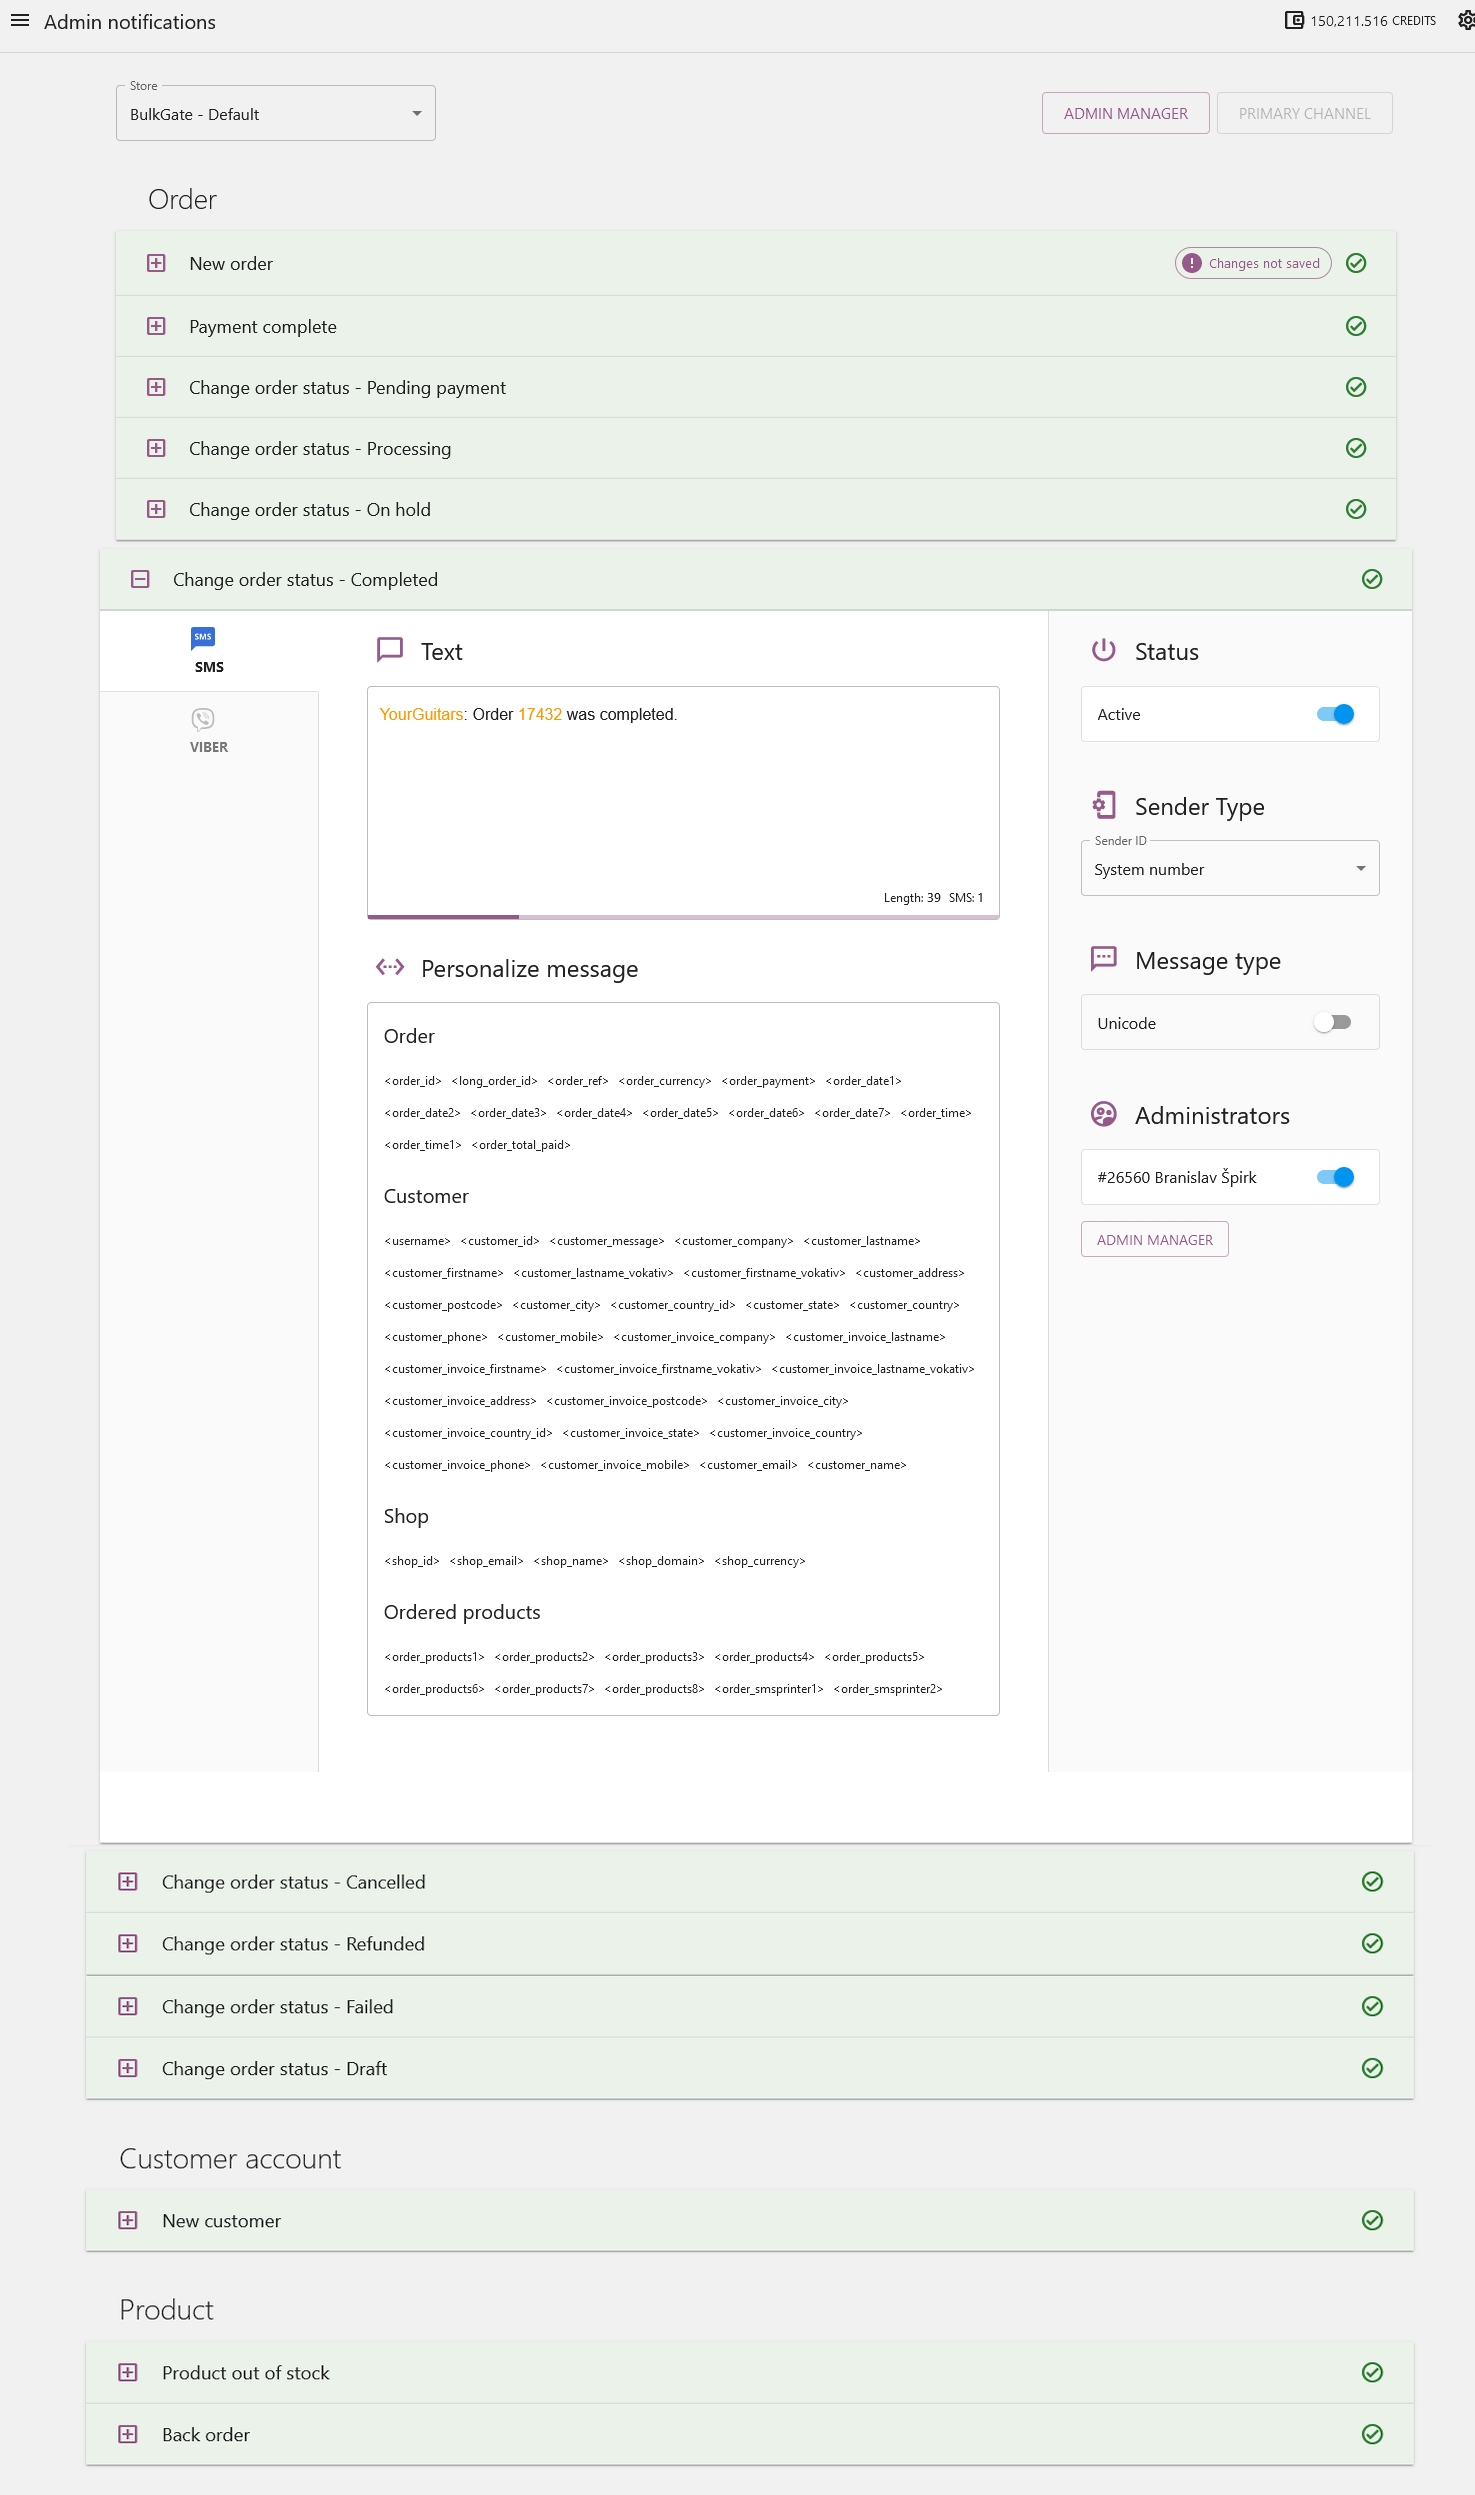 Admin notifications
150,211.516 CREDITS
Store
BulkGate - Default
ADMIN MANAGER
PRIMARY CHANNEL
Order
New order
Changes not saved
Payment complete
Change order status - Pending payment
Change order status - Processing
Change order status - On hold
Change order status - Completed
SMS
SMS
VIBER
Text
YourGuitars: Order 17432 was completed.
Length: 39 SMS: 1
Personalize message
Order
<order_id> <long_order_id> <order_ref> <order_currency> <order_payment> <order_date1>
<order_date2> <order_date3> <order_date4> <order_date5> <order_date6> <order_date7> <order_time>
<order_time1> <order_total_paid>
Customer
<username> <customer_id> <customer_message> <customer_company> <customer_lastname>
<customer_firstname> <customer_lastname_vokativ> <customer_firstname_vokativ> <customer_address>
<customer_postcode> <customer_city> <customer_country_id> <customer_state> <customer_country>
<customer_phone> <customer_mobile> <customer_invoice_company> <customer_invoice_lastname>
<customer_invoice_firstname> <customer_invoice_firstname_vokativ> <customer_invoice_lastname_vokativ>
<customer_invoice_address> <customer_invoice_postcode> <customer_invoice_city>
<customer_invoice_country_id> <customer_invoice_state> <customer_invoice_country>
<customer_invoice_phone> <customer_invoice_mobile> <customer_email> <customer_name>
Shop
<shop_id> <shop_email> <shop_name> <shop_domain> <shop_currency>
Ordered products
<order_products1> <order_products2> <order_products3> <order_products4> <order_products5>
<order_products6> <order_products7> <order_products8> <order_smsprinter1> <order_smsprinter2>
Status
Active
Sender Type
Sender ID
System number
Message type
Unicode
Administrators
#26560 Branislav Špirk
ADMIN MANAGER
Change order status - Cancelled
Change order status - Refunded
Change order status - Failed
Change order status - Draft
Customer account
New customer
Product
Product out of stock
Back order